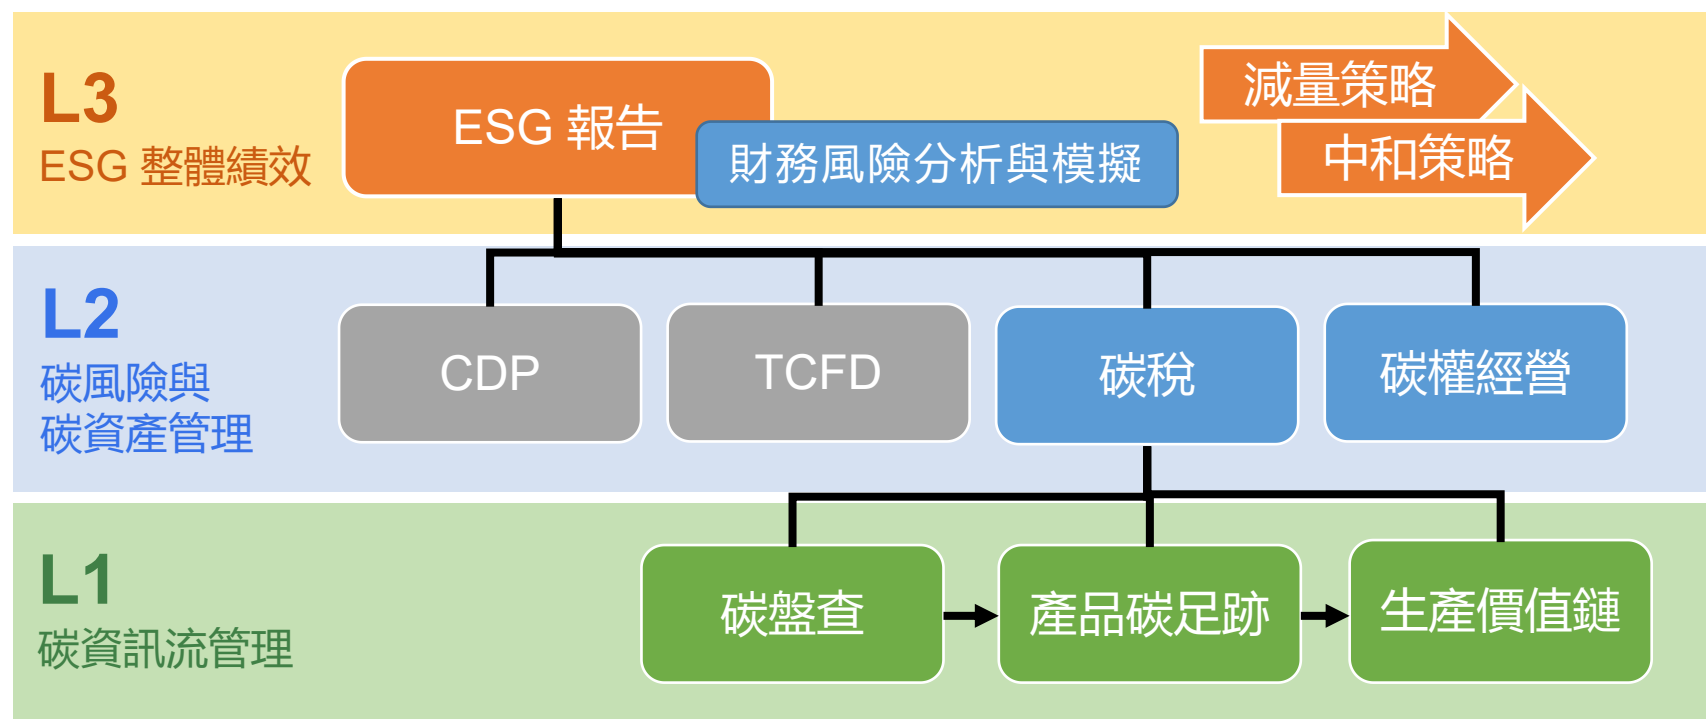 L3
ESG 整體績效
ESG 報告
財務風險分析與模擬
減量策略
中和策略
L2
碳風險與
碳資產管理
CDP
TCFD
碳稅
碳權經營
L1
碳資訊流管理
碳盤查
產品碳足跡
生產價值鏈